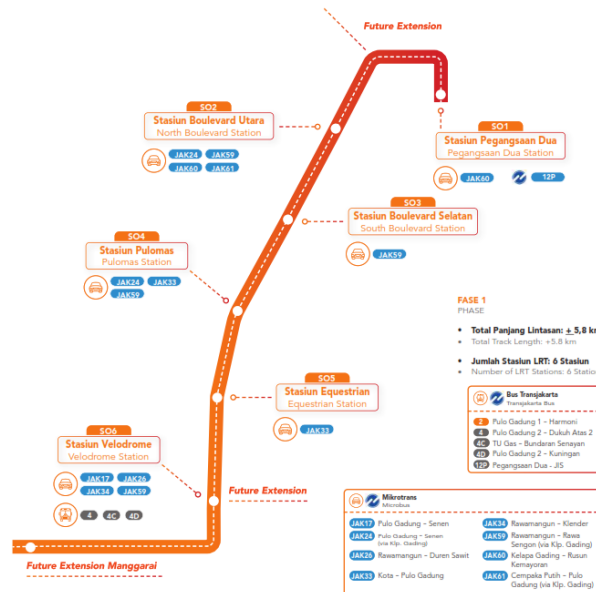 Future Extension
SO2
Stasiun Boulevard Utara
North Boulevard Station
JAK24 JAK59
JAK60 JAK61
SO1
Stasiun Pegangsaan Dua
Pegangsaan Dua Station
JAK60 12P
SO3
Stasiun Boulevard Selatan
South Boulevard Station
JAK59
SO4
Stasiun Pulomas
Pulomas Station
JAK24 JAK33
JAK59
FASE 1
PHASE
• Total Panjang Lintasan: ± 5,8 km
• Total Track Length: +5.8 km
• Jumlah Stasiun LRT: 6 Stasiun
• Number of LRT Stations: 6 Statio
SO5
Stasiun Equestrian
Equestrian Station
JAK33
SO6
Stasiun Velodrome
Velodrome Station
JAK17 JAK26
JAK34 JAK59
4 4C 4D
Future Extension
Future Extension Manggarai
Bus Transjakarta
Transjakarta Bus
2 Pulo Gadung 1 – Harmoni
4 Pulo Gadung 2 – Dukuh Atas 2
4C TU Gas – Bundaran Senayan
4D Pulo Gadung 2 – Kuningan
12P Pegangsaan Dua - JIS
Mikrotrans
Microbus
JAK17 Pulo Gadung – Senen
JAK24 Pulo Gadung – Senen
(via Klp. Gading)
JAK26 Rawamangun – Duren Sawit
JAK33 Kota – Pulo Gadung
JAK34 Rawamangun – Klender
JAK59 Rawamangun – Rawa
Sengon (via Klp. Gading)
JAK60 Kelapa Gading – Rusun
Kemayoran
JAK61 Cempaka Putih – Pulo
Gadung (via Klp. Gading)